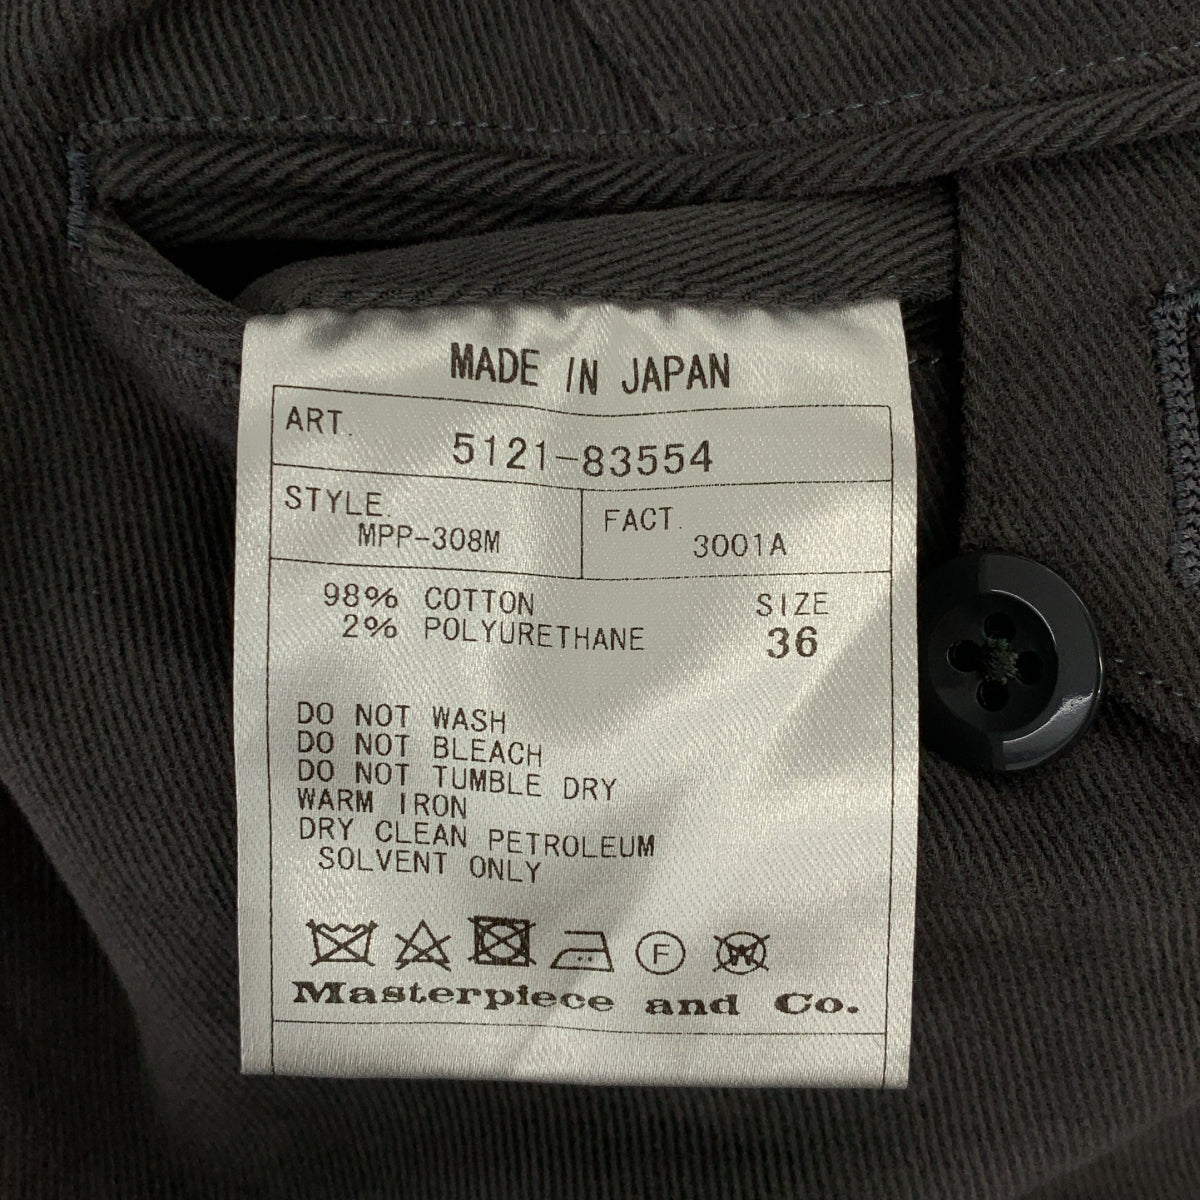 MADE IN JAPAN
ART.
5121-83554
STYLE.
MPP-308M
FACT.
3001A
98% COTTON
2% POLYURETHANE
SIZE
36
DO NOT WASH
DO NOT BLEACH
DO NOT TUMBLE DRY
WARM IRON
DRY CLEAN PETROLEUM
SOLVENT ONLY
F W
Masterpiece and Co.